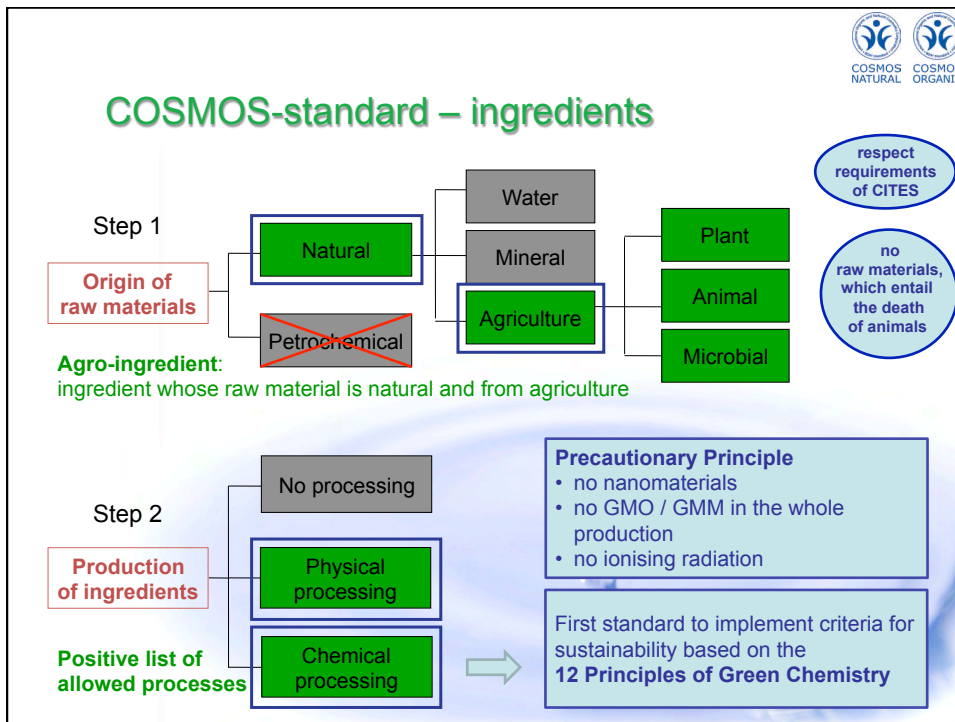 COSMOS
NATURAL
COSMO
ORGANI
COSMOS-standard – ingredients
respect
requirements
of CITES
no
raw materials,
which entail
the death
of animals
Step 1
Origin of
raw materials
Natural
Petrochemical
Water
Mineral
Agriculture
Plant
Animal
Microbial
Agro-ingredient:
ingredient whose raw material is natural and from agriculture
Step 2
Production
of ingredients
No processing
Physical
processing
Chemical
processing
Positive list of
allowed processes
Precautionary Principle
• no nanomaterials
• no GMO / GMM in the whole
production
• no ionising radiation
First standard to implement criteria for
sustainability based on the
12 Principles of Green Chemistry